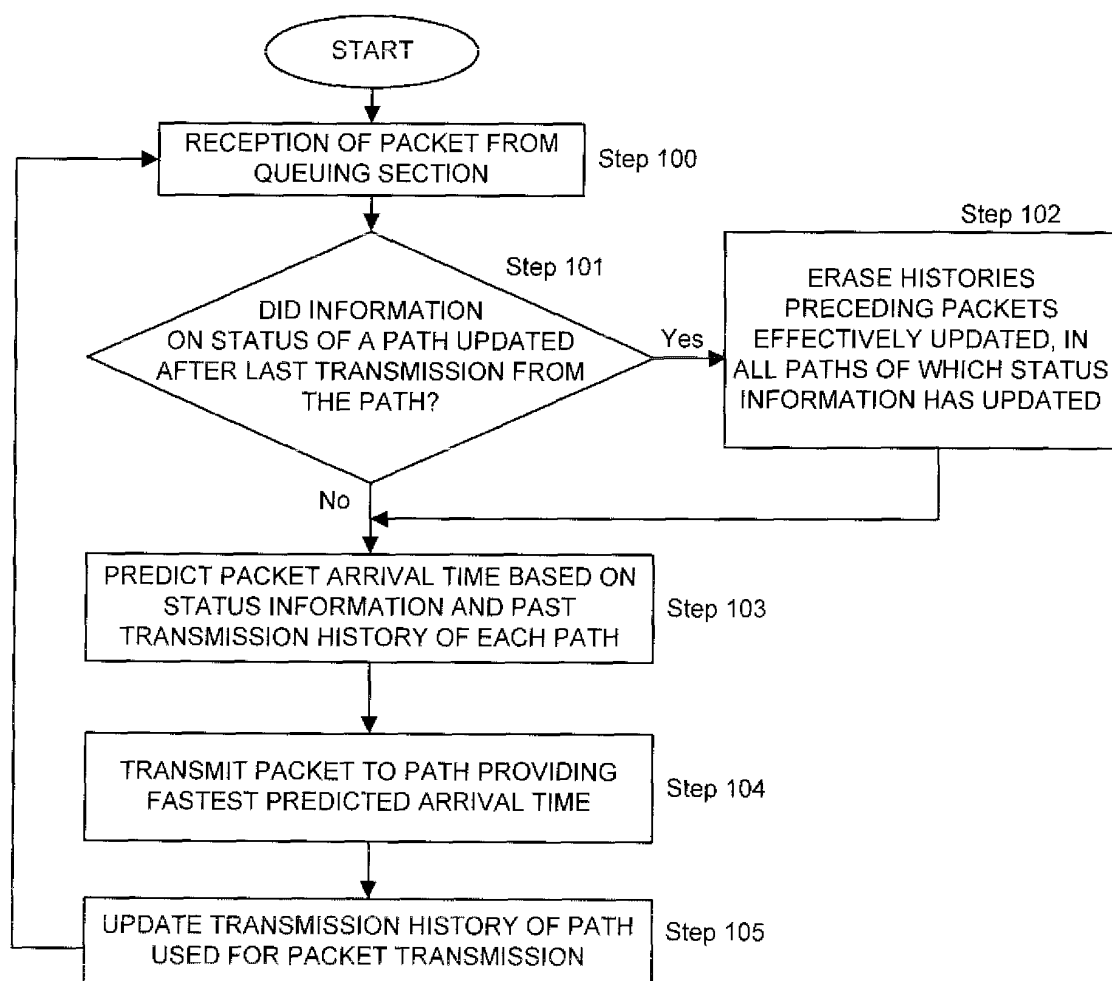 START
RECEPTION OF PACKET FROM
QUEUING SECTION
Step 100
Step 101
DID INFORMATION
ON STATUS OF A PATH UPDATED
AFTER LAST TRANSMISSION FROM
THE PATH?
Yes
Step 102
ERASE HISTORIES
PRECEDING PACKETS
EFFECTIVELY UPDATED, IN
ALL PATHS OF WHICH STATUS
INFORMATION HAS UPDATED
No
PREDICT PACKET ARRIVAL TIME BASED ON
STATUS INFORMATION AND PAST
TRANSMISSION HISTORY OF EACH PATH
Step 103
TRANSMIT PACKET TO PATH PROVIDING
FASTEST PREDICTED ARRIVAL TIME
Step 104
UPDATE TRANSMISSION HISTORY OF PATH
USED FOR PACKET TRANSMISSION
Step 105